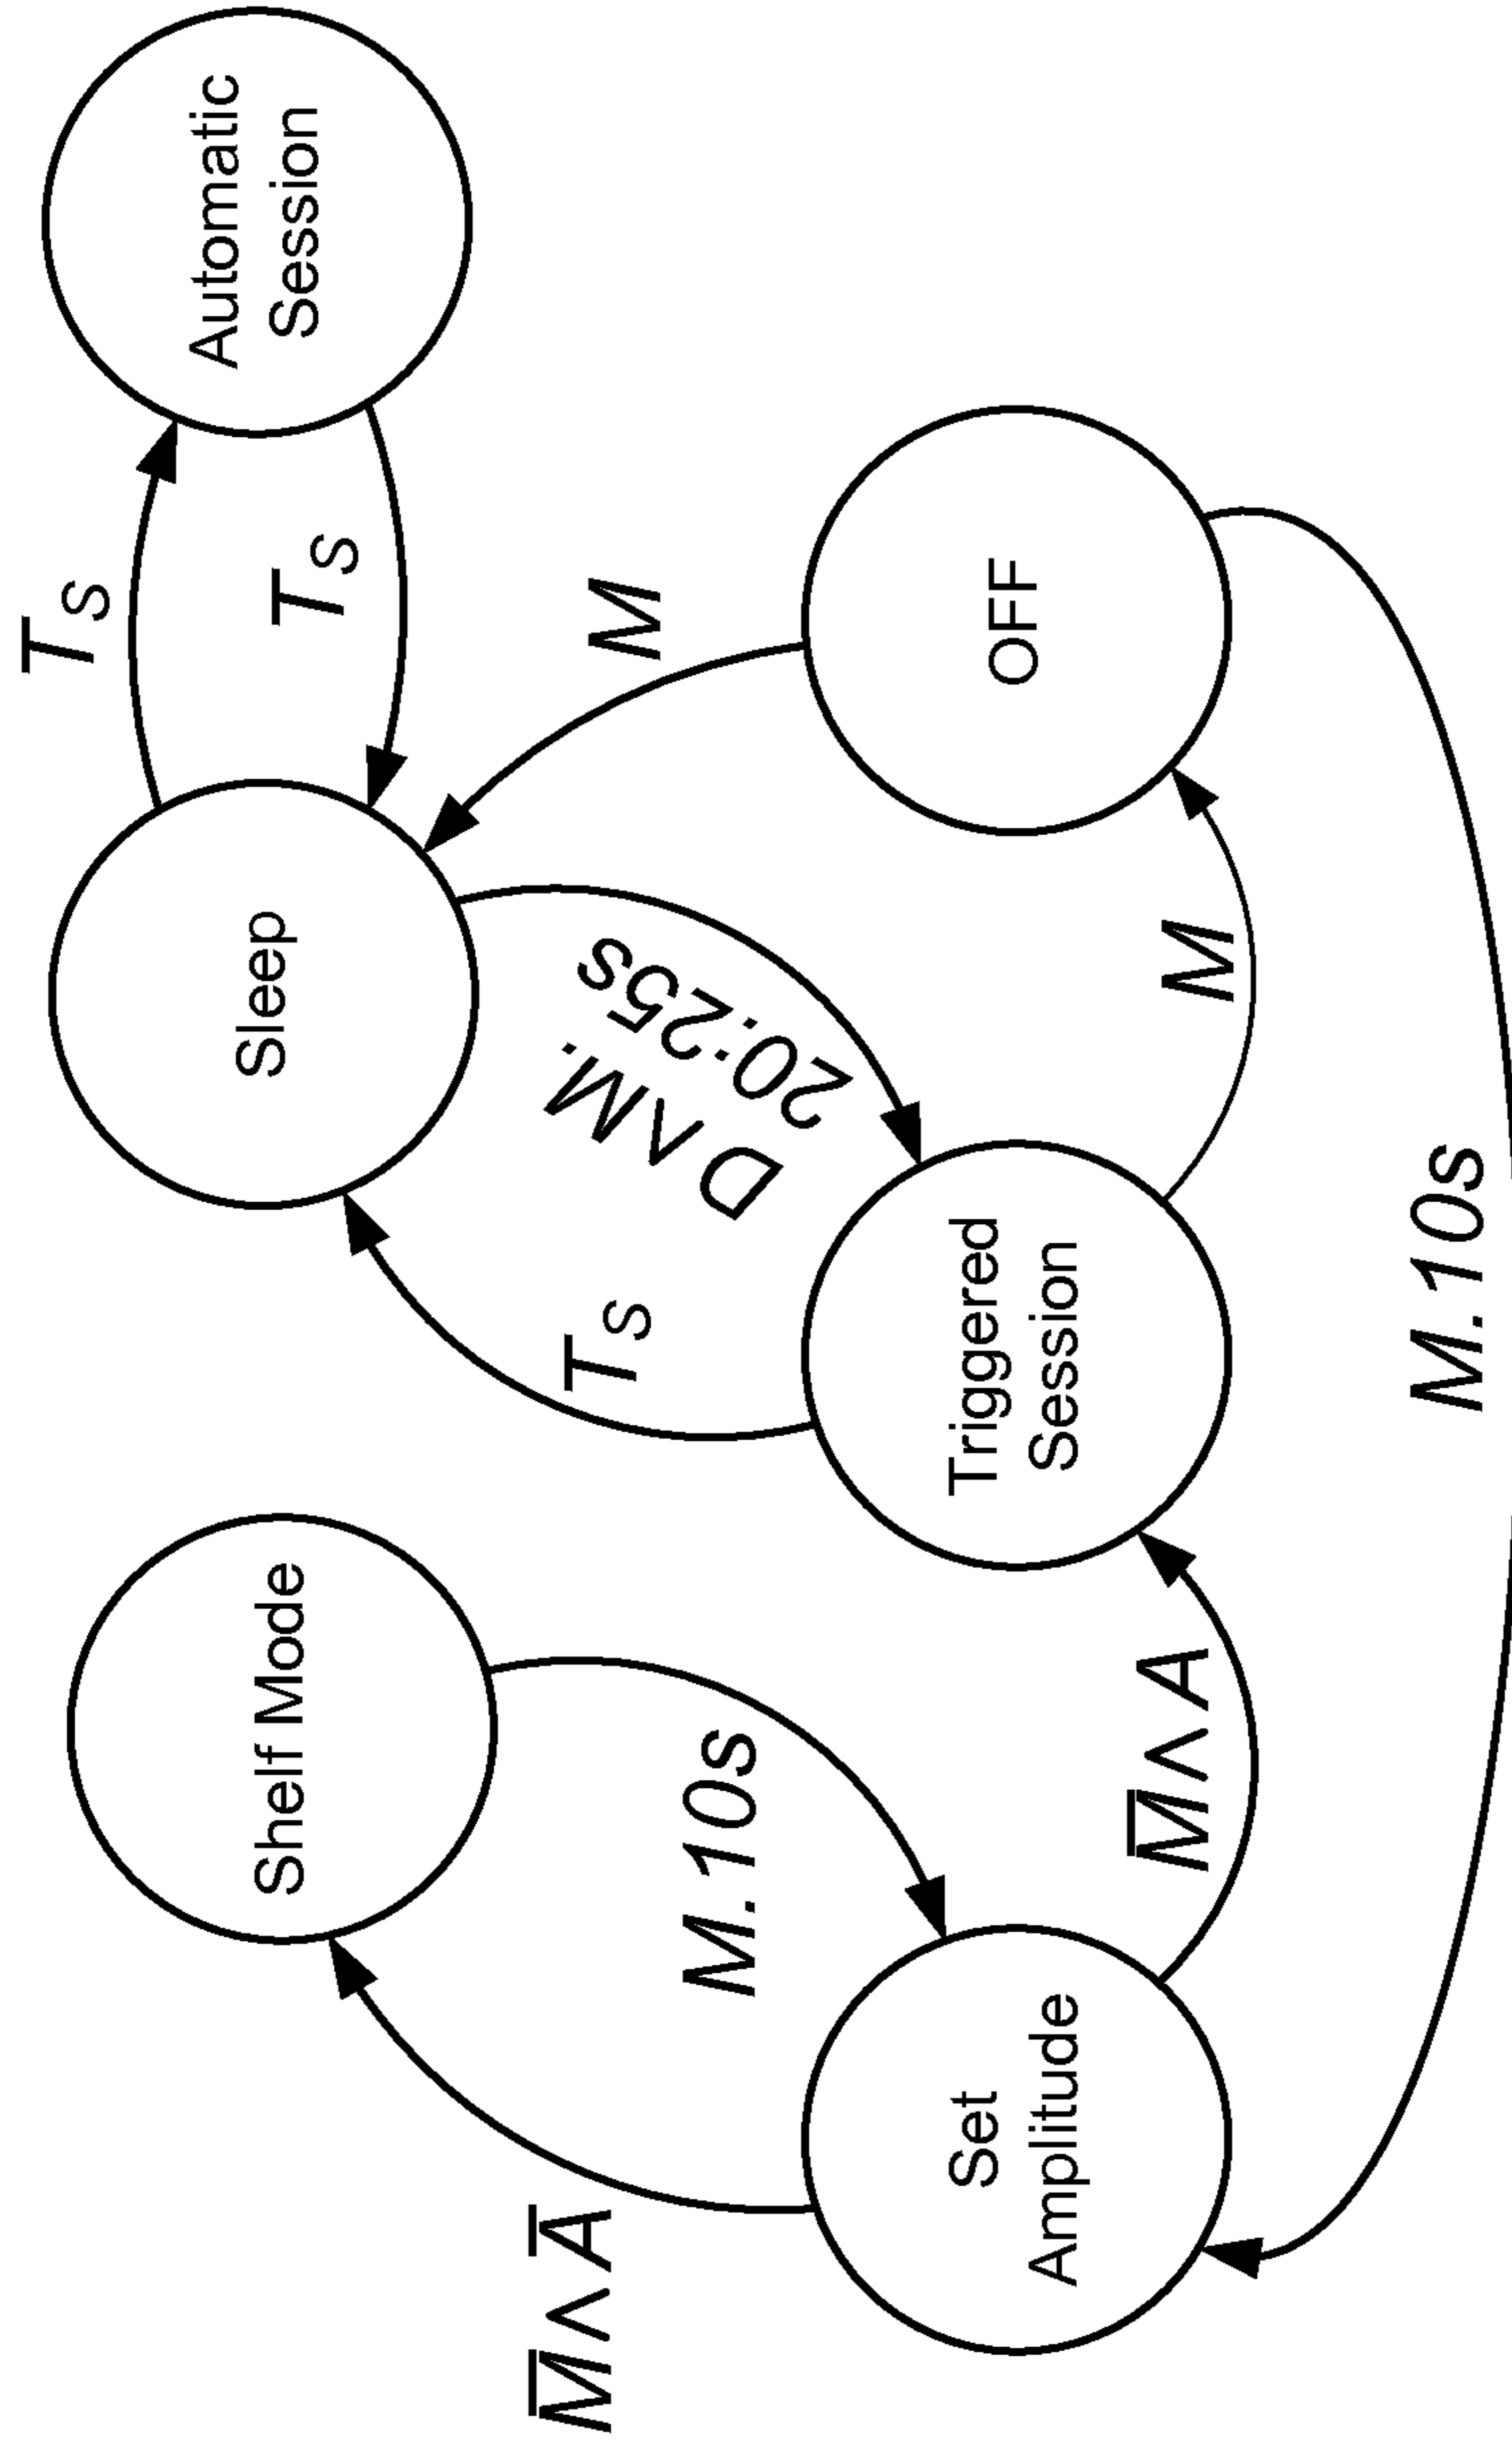 T_S
Automatic
Session
T_S
Sleep
Shelf Mode
M̅∧A̅
M.10s
T_S
D∧M.
20:25s
M
Set
Amplitude
Triggered
Session
OFF
M̅∧A
M
M.10s